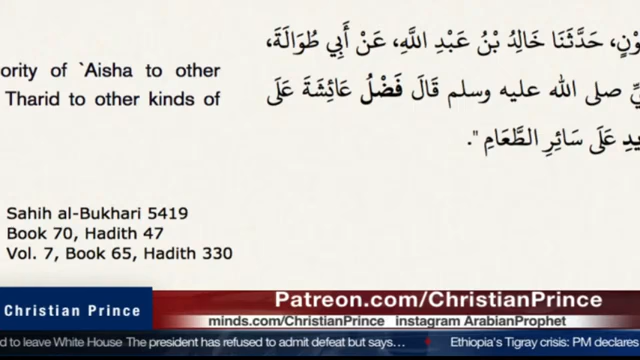 ority of `Aisha to other
Tharid to other kinds of
وْنٍ، حَدَّثَنَا خَالِدُ بْنُ عَبْدِ اللَّهِ، عَنْ أَبِي طُوَالَةَ،
صلى الله عليه وسلم قَالَ فَضْلُ عَائِشَةَ عَلَى
يدِ عَلَى سَائِرِ الطَّعَامِ ".
Sahih al-Bukhari 5419
Book 70, Hadith 47
Vol. 7, Book 65, Hadith 330
Christian Prince
Patreon.com/ChristianPrince
minds.com/ChristianPrince instagram ArabianProphet
d to leave White House The president has refused to admit defeat but says… Ethiopia's Tigray crisis: PM declares